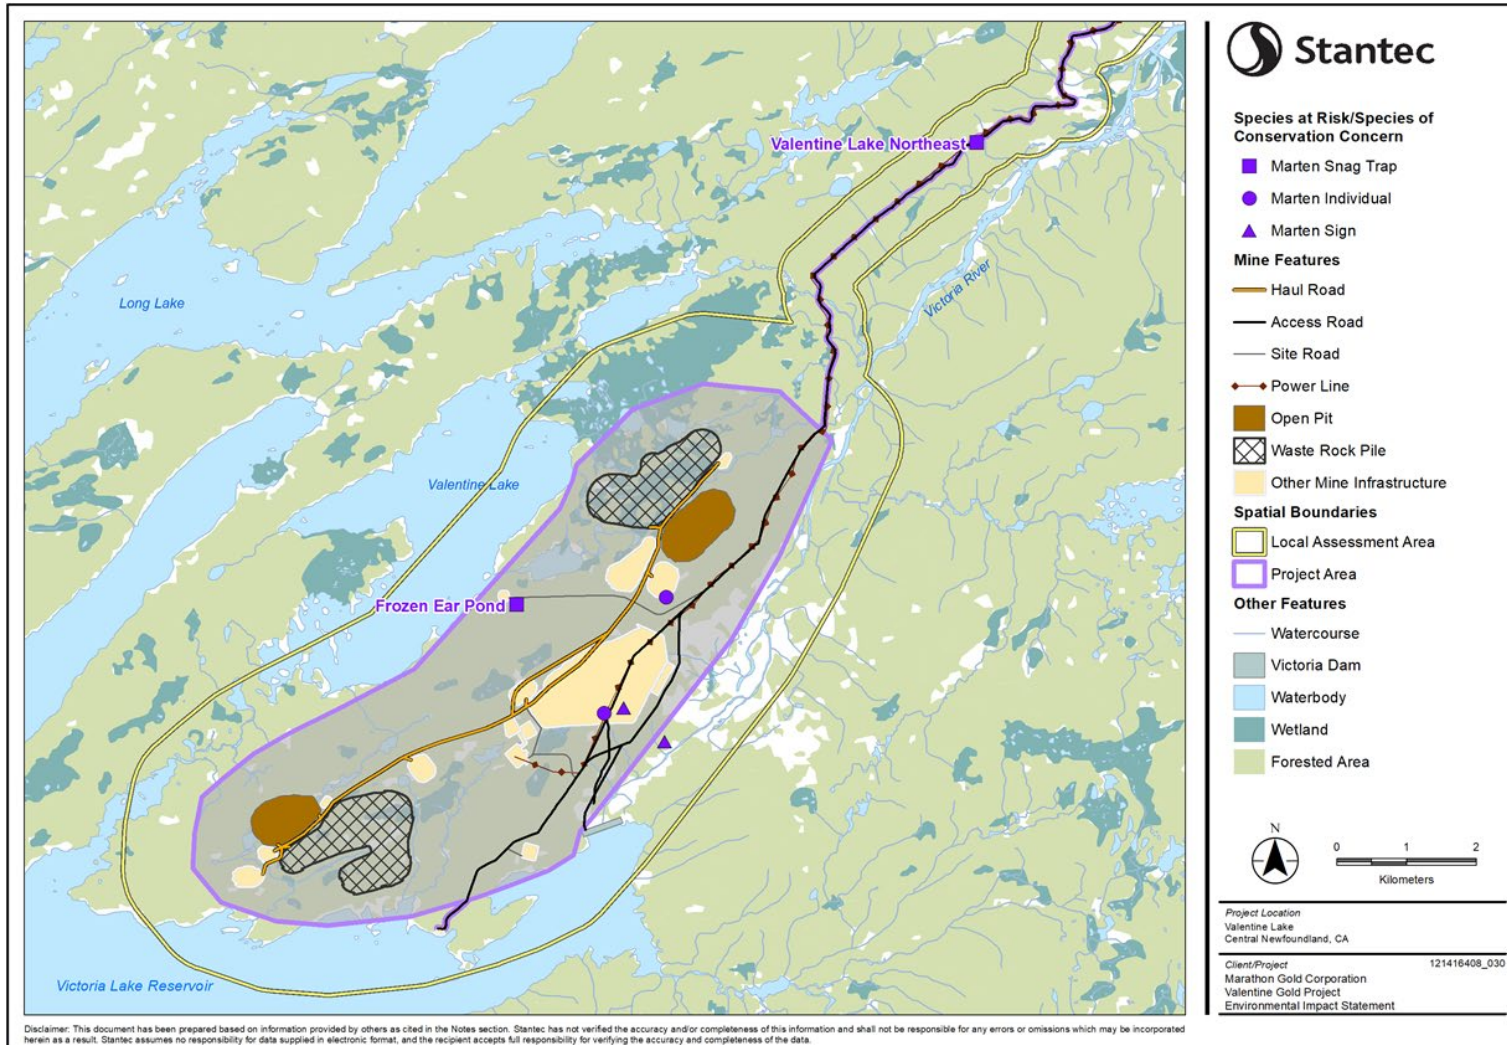 Stantec
Valentine Lake Northeast
Long Lake
Victoria River
Valentine Lake
Frozen Ear Pond
Victoria Lake Reservoir
Species at Risk/Species of
Conservation Concern
Marten Snag Trap
Marten Individual
Marten Sign
Mine Features
Haul Road
Access Road
Site Road
Power Line
Open Pit
Waste Rock Pile
Other Mine Infrastructure
Spatial Boundaries
Local Assessment Area
Project Area
Other Features
Watercourse
Victoria Dam
Waterbody
Wetland
Forested Area
N
0 1 2
Kilometers
Project Location
Valentine Lake
Central Newfoundland, CA
Client/Project 121416408_030
Marathon Gold Corporation
Valentine Gold Project
Environmental Impact Statement
Disclaimer: This document has been prepared based on information provided by others as cited in the Notes section. Stantec has not verified the accuracy and/or completeness of this information and shall not be responsible for any errors or omissions which may be incorporated
herein as a result. Stantec assumes no responsibility for data supplied in electronic format, and the recipient accepts full responsibility for verifying the accuracy and completeness of the data.